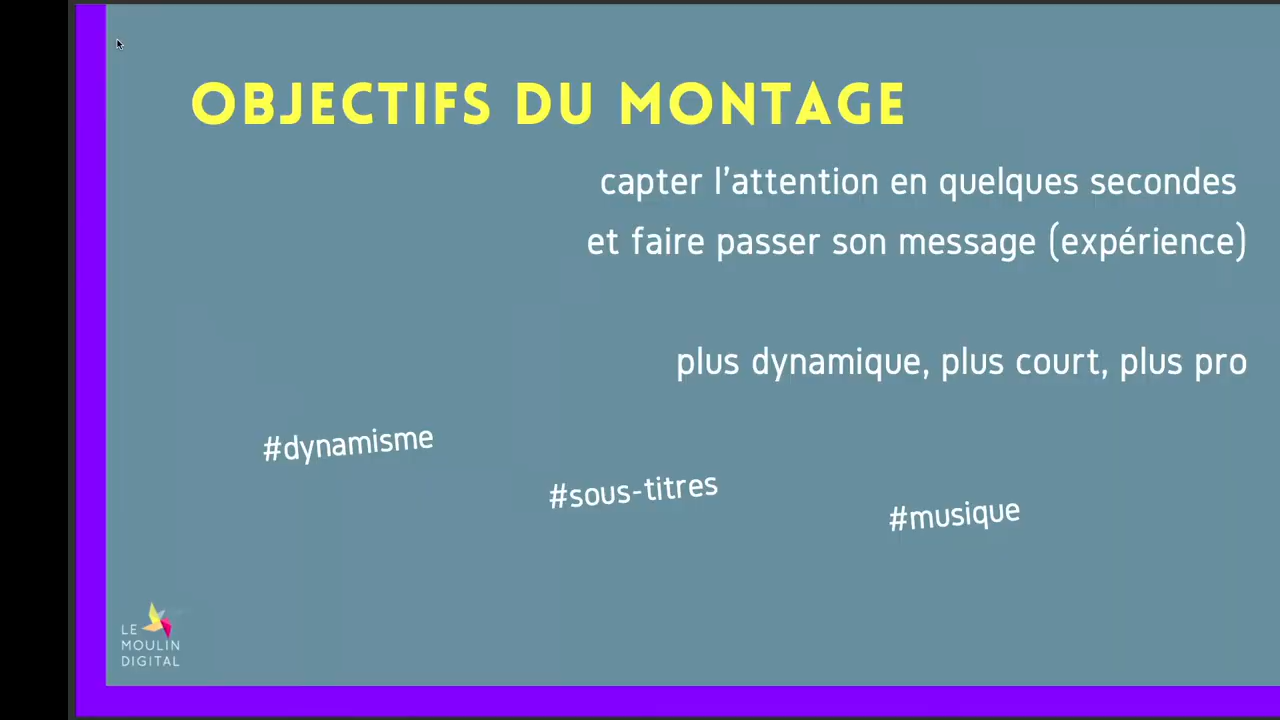 OBJECTIFS DU MONTAGE
capter l'attention en quelques secondes
et faire passer son message (expérience)
plus dynamique, plus court, plus pro
#dynamisme
#sous-titres
#musique
LE
MOULIN
DIGITAL